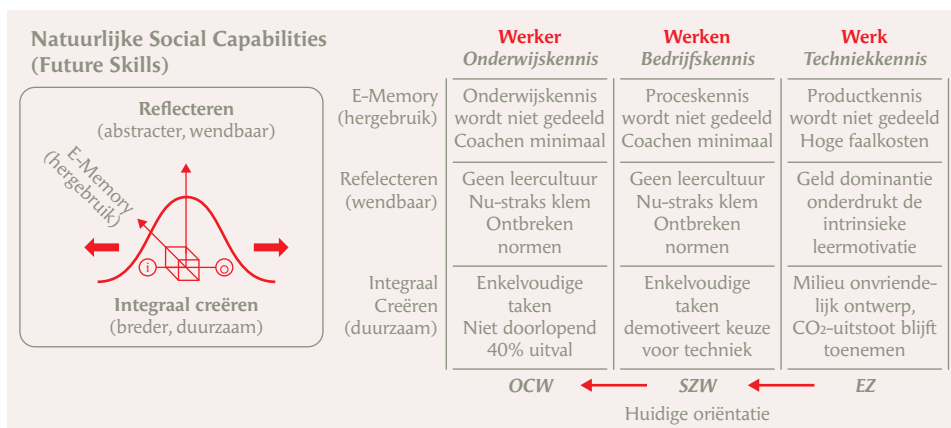 Natuurlijke Social Capabilities
(Future Skills)
Reflecteren
(abstracter, wendbaar)
E-Memory
(hergebruik)
i
o
Integraal creëren
(breder, duurzaam)
Werker
Onderwijskennis
Werken
Bedrijfskennis
Werk
Techniekkennis
E-Memory
(hergebruik)
Onderwijskennis
wordt niet gedeeld
Coachen minimaal
Proceskennis
wordt niet gedeeld
Coachen minimaal
Productkennis
wordt niet gedeeld
Hoge faalkosten
Refelecteren
(wendbaar)
Geen leercultuur
Nu-straks klem
Ontbreken
normen
Geen leercultuur
Nu-straks klem
Ontbreken
normen
Geld dominantie
onderdrukt de
intrinsieke
leermotivatie
Integraal
Creëren
(duurzaam)
Enkelvoudige
taken
Niet doorlopend
40% uitval
Enkelvoudige
taken
demotiveert keuze
voor techniek
Milieu onvriende-
lijk ontwerp,
CO2-uitstoot blijft
toenemen
OCW
SZW
EZ
Huidige oriëntatie